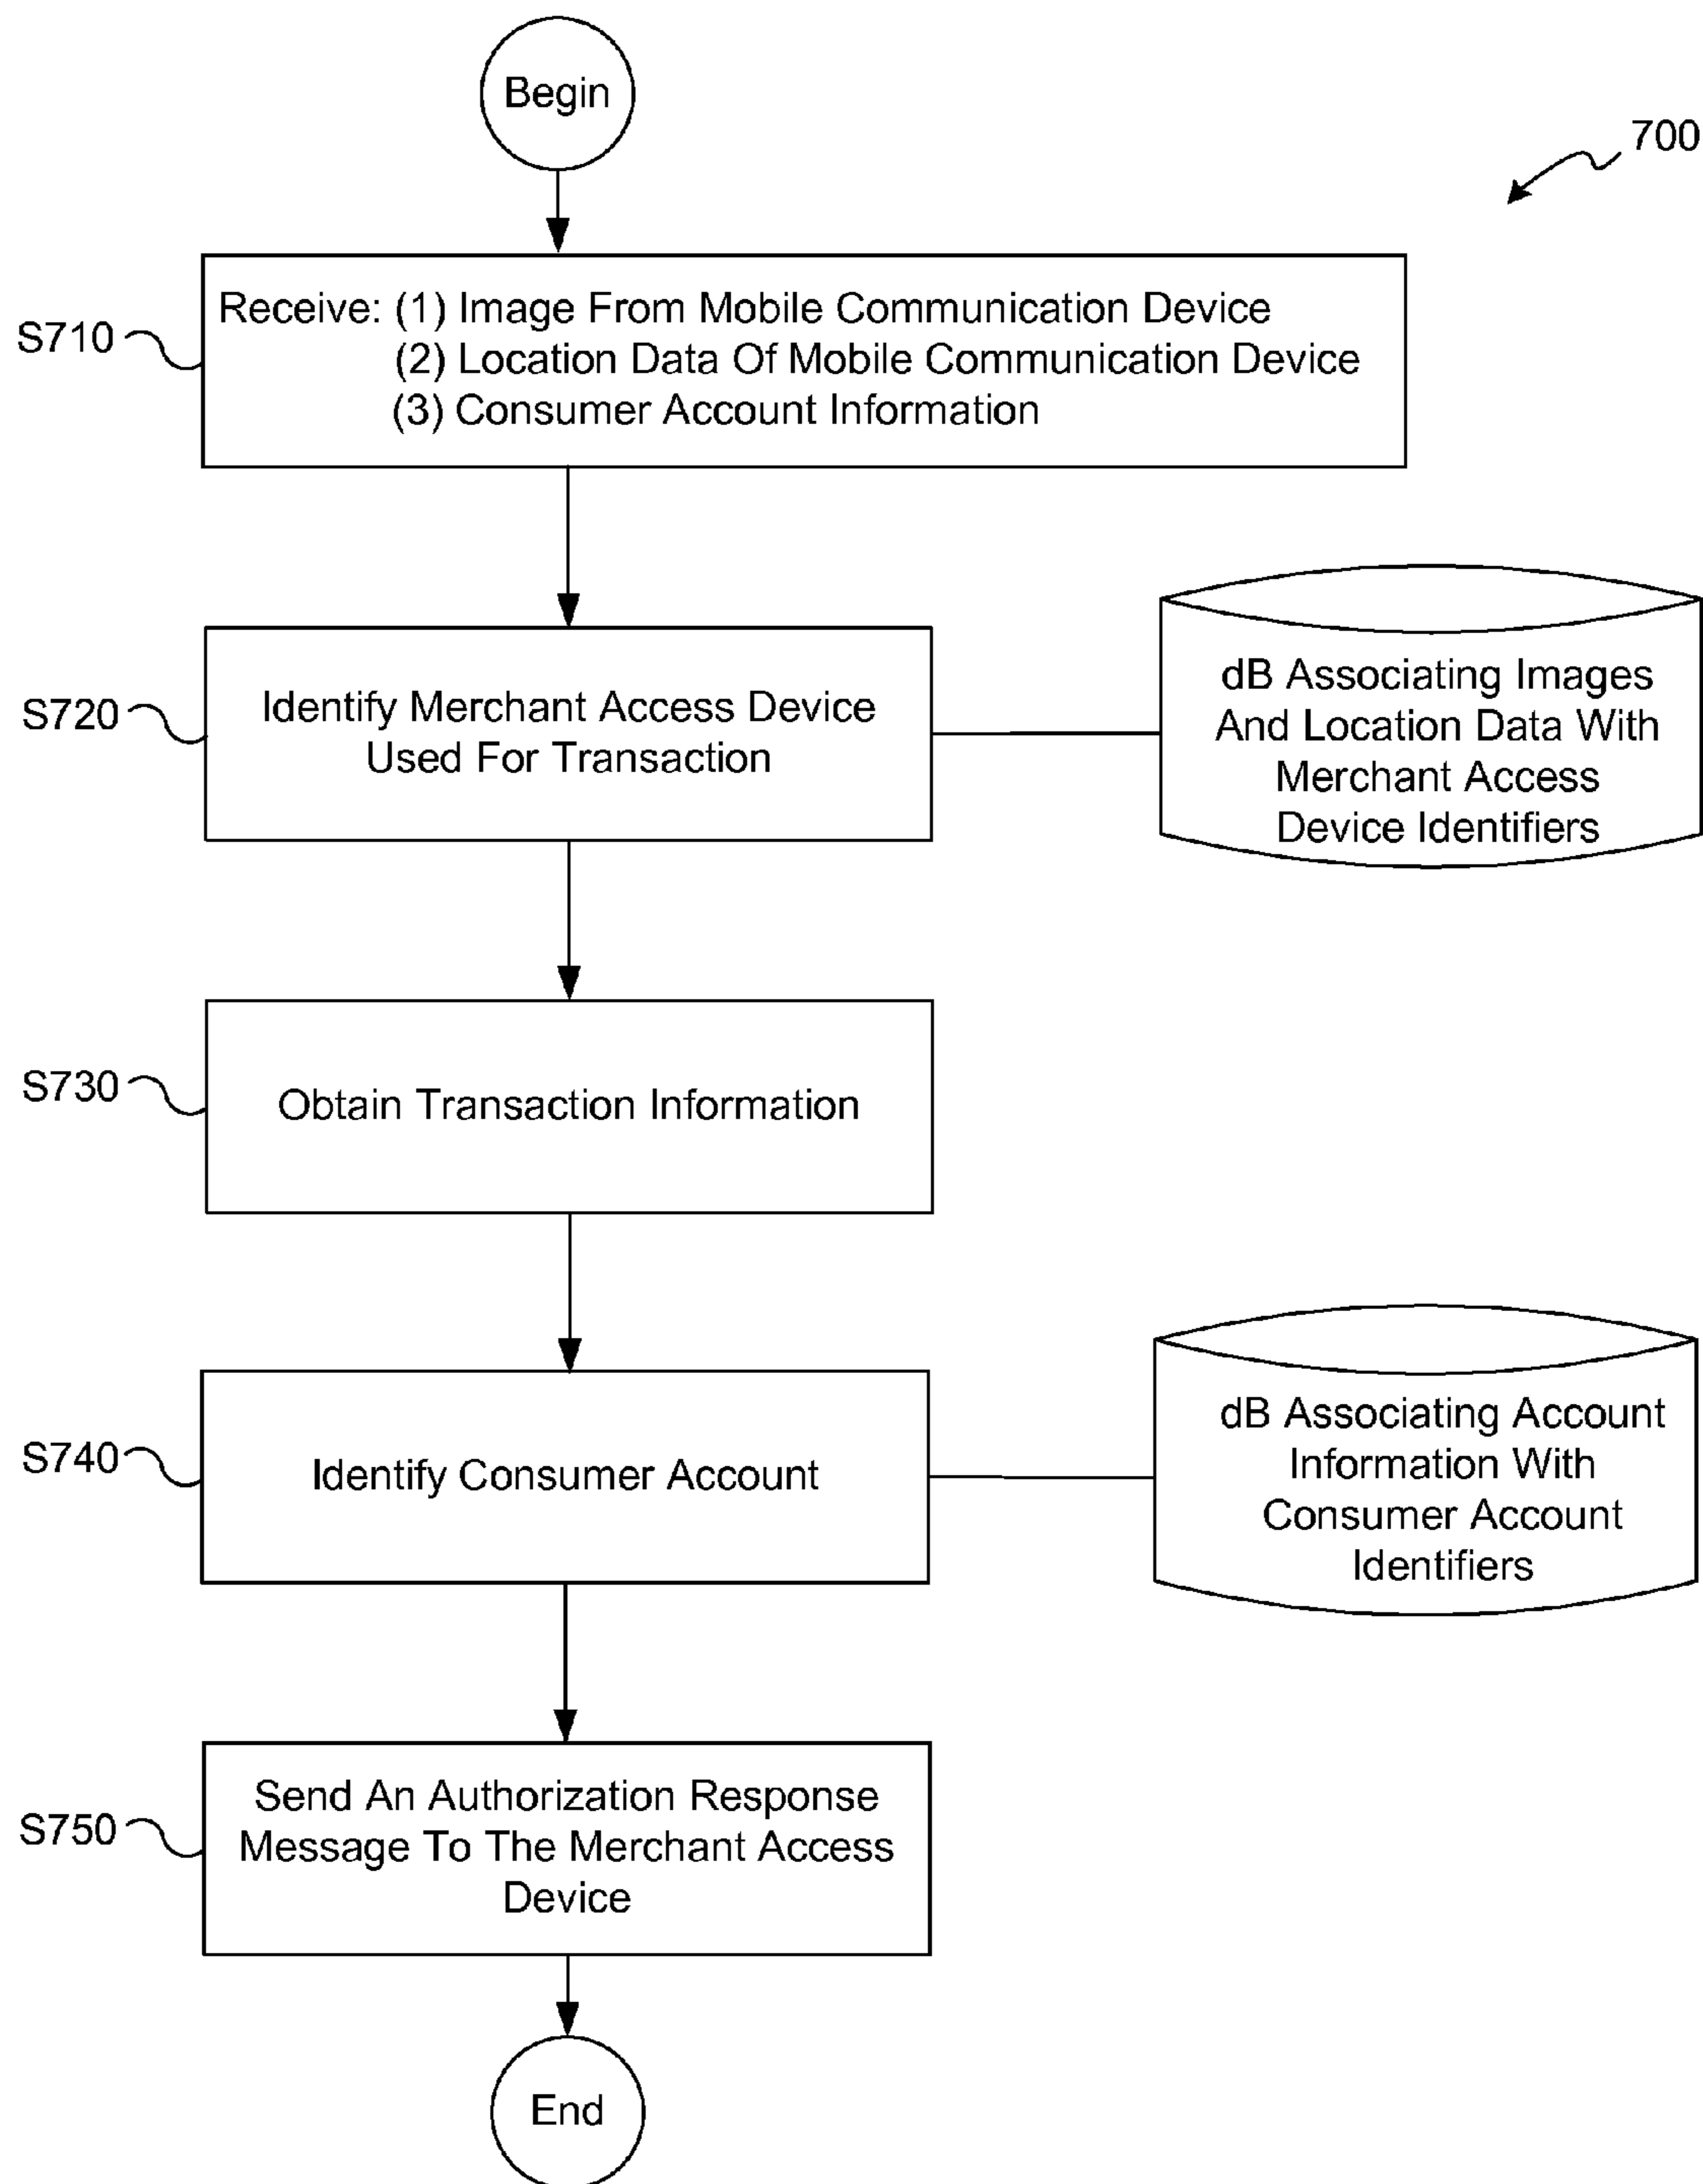 Begin
700
S710
Receive: (1) Image From Mobile Communication Device
(2) Location Data Of Mobile Communication Device
(3) Consumer Account Information
S720
Identify Merchant Access Device
Used For Transaction
dB Associating Images
And Location Data With
Merchant Access
Device Identifiers
S730
Obtain Transaction Information
S740
Identify Consumer Account
dB Associating Account
Information With
Consumer Account
Identifiers
S750
Send An Authorization Response
Message To The Merchant Access
Device
End